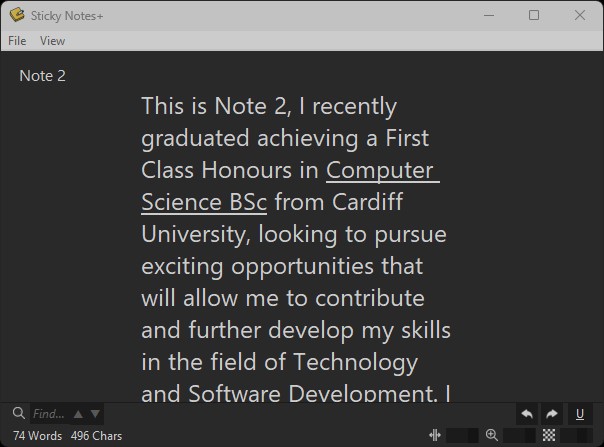 Sticky Notes+
File View
Note 2
This is Note 2, I recently
graduated achieving a First
Class Honours in Computer
Science BSc from Cardiff
University, looking to pursue
exciting opportunities that
will allow me to contribute
and further develop my skills
in the field of Technology
and Software Development. I
Find...
U
74 Words 496 Chars